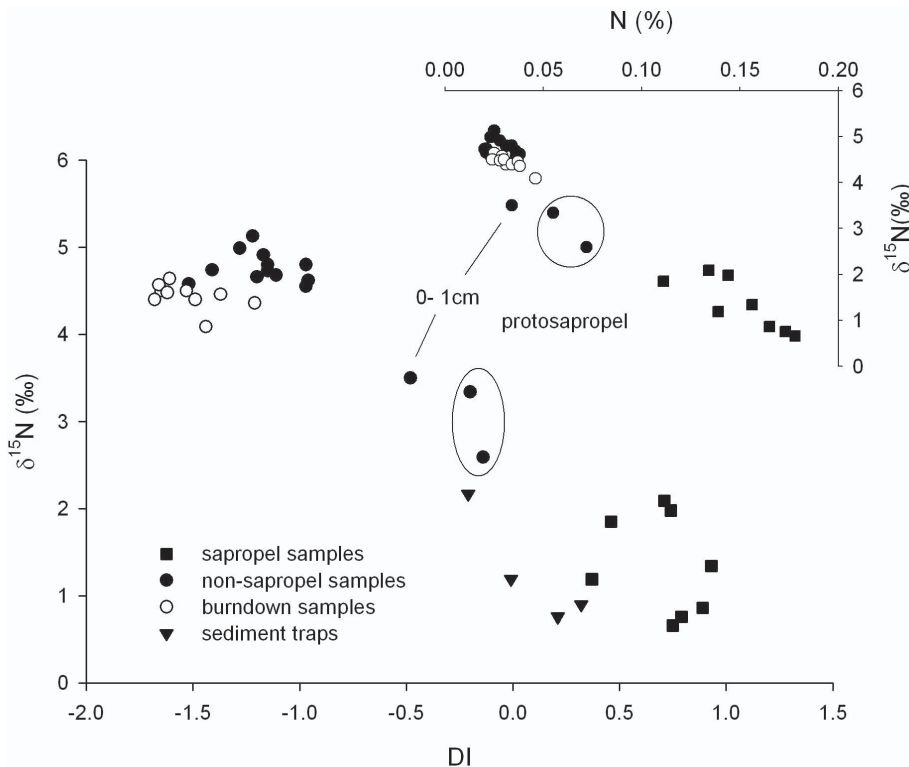 N (%)
0.00 0.05 0.10 0.15 0.20
6
5
4
3
2
1
0
δ15N(‰)
6
5
4
3
2
1
0
δ15N (‰)
0- 1cm
protosapropel
sapropel samples
non-sapropel samples
burndown samples
sediment traps
-2.0 -1.5 -1.0 -0.5 0.0 0.5 1.0 1.5
DI